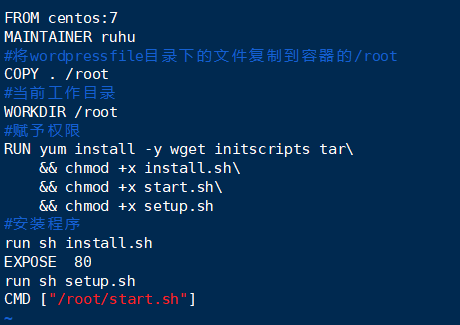 FROM centos:7
MAINTAINER ruhu
#将wordpressfile目录下的文件复制到容器的/root
COPY . /root
#当前工作目录
WORKDIR /root
#赋予权限
RUN yum install -y wget initscripts tar\
    && chmod +x install.sh\
    && chmod +x start.sh\
    && chmod +x setup.sh
#安装程序
run sh install.sh
EXPOSE  80
run sh setup.sh
CMD ["/root/start.sh"]
~